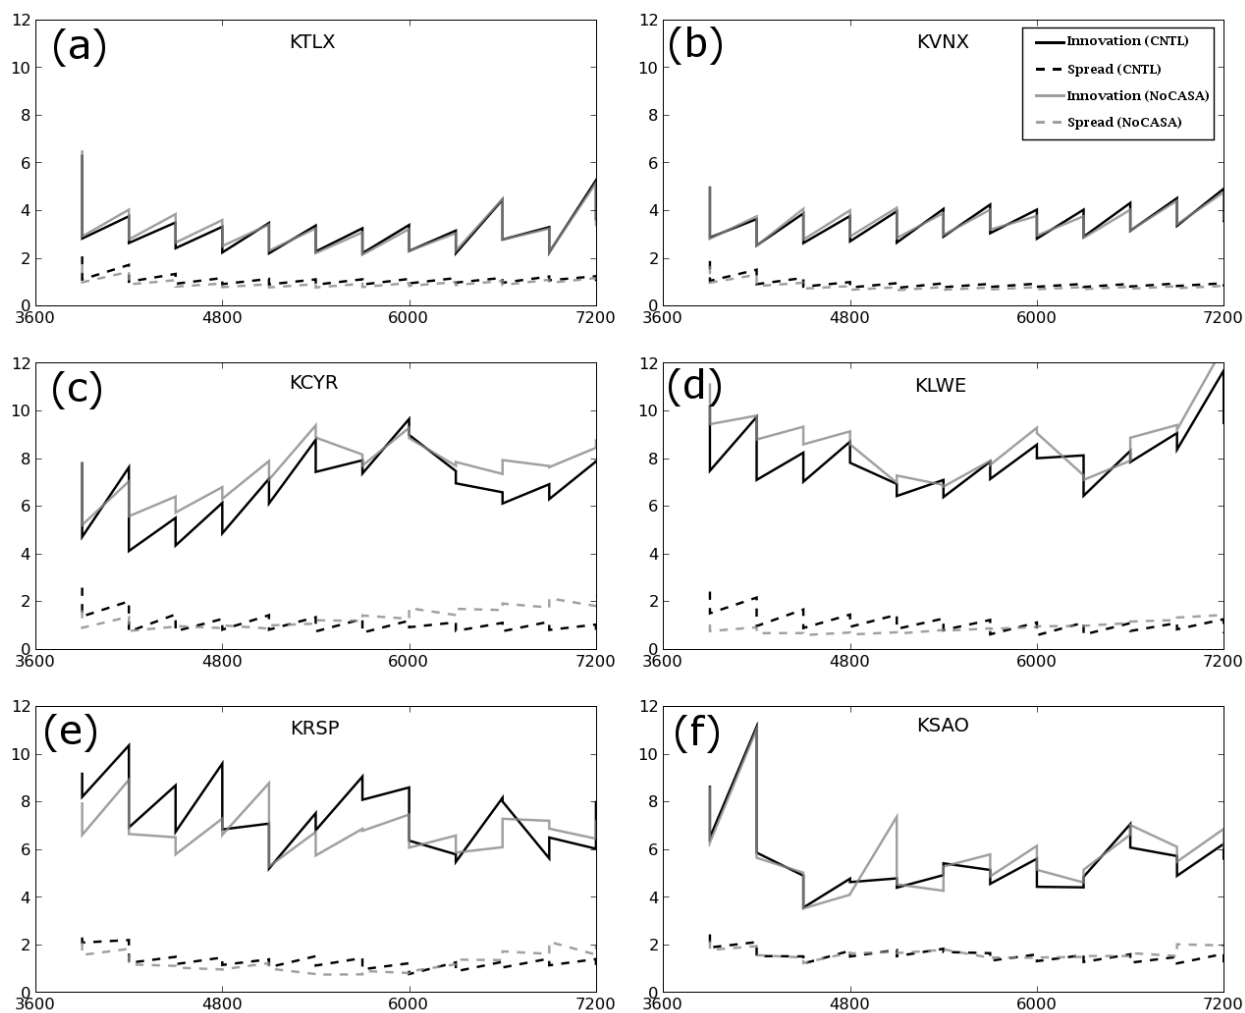 (a)
KTLX
12
10
8
6
4
2
0
3600 4800 6000 7200
(b)
KVNX
Innovation (CNTL)
Spread (CNTL)
Innovation (NoCASA)
Spread (NoCASA)
12
10
8
6
4
2
0
3600 4800 6000 7200
(c)
KCYR
12
10
8
6
4
2
0
3600 4800 6000 7200
(d)
KLWE
12
10
8
6
4
2
0
3600 4800 6000 7200
(e)
KRSP
12
10
8
6
4
2
0
3600 4800 6000 7200
(f)
KSAO
12
10
8
6
4
2
0
3600 4800 6000 7200